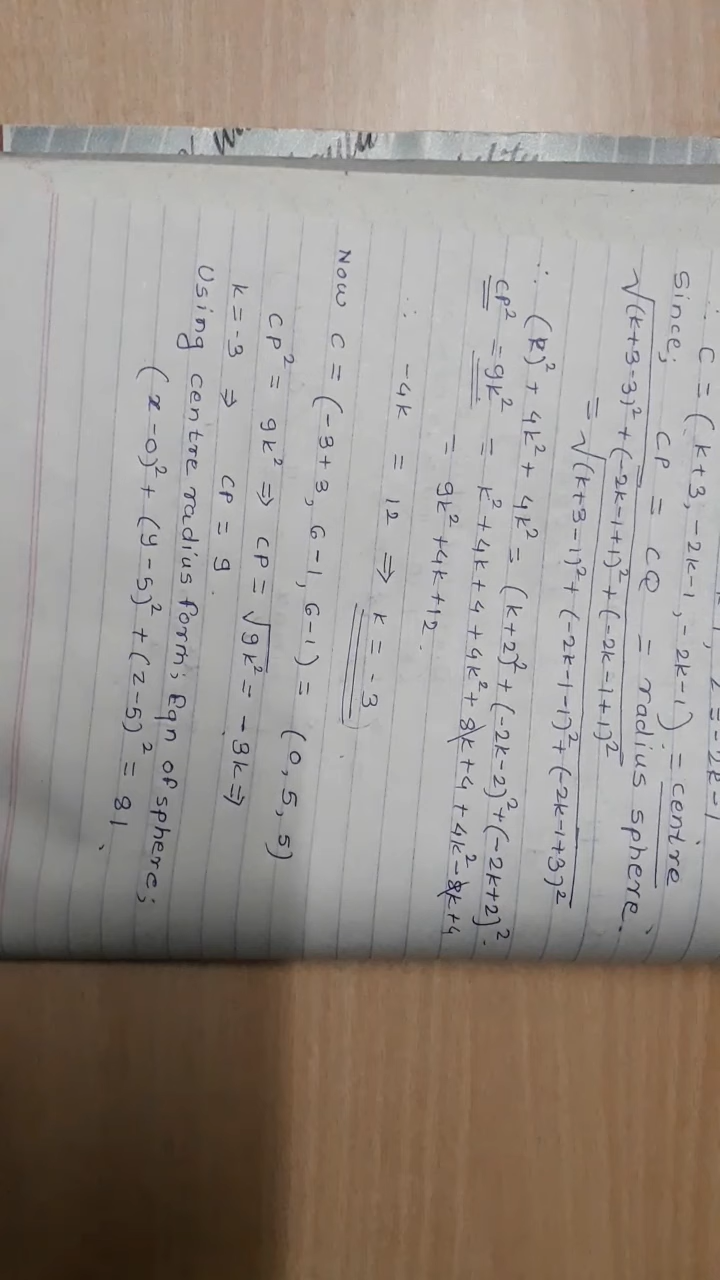 ∴ C = (k+3, -2k-1, -2k-1) = centre
Since; CP = CQ = radius sphere.
√(k+3-3)² + (-2k-1+1)² + (-2k-1+1)²
= √(k+3-1)² + (-2k-1-1)² + (-2k-1+3)²
∴ (k)² + 4k² + 4k² = (k+2)² + (-2k-2)² + (-2k+2)².
CP² = 9k² = k² + 4k + 4 + 4k² + 8k + 4 + 4k² - 8k + 4
= 9k² + 4k + 12.
∴ -4k = 12 ⇒ k = -3.
Now C = (-3+3, 6-1, 6-1) = (0, 5, 5)
CP² = 9k² ⇒ CP = √9k² = -3k ⇒
k = -3 ⇒ CP = 9.
Using centre radius form; Eqn of sphere;
(x-0)² + (y-5)² + (z-5)² = 81.